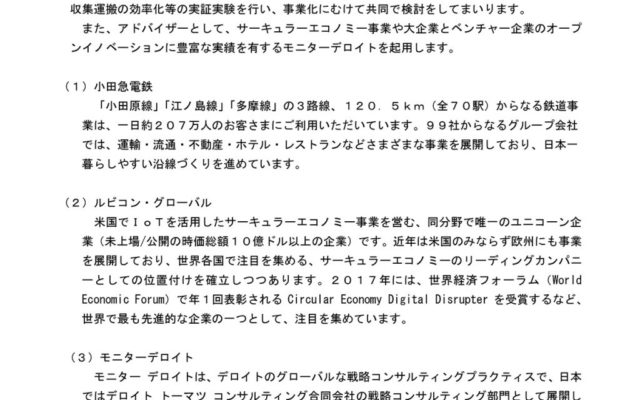 収集運搬の効率化等の実証実験を行い、事業化にむけて共同で検討をしてまいります。
また、アドバイザーとして、サーキュラーエコノミー事業や大企業とベンチャー企業のオープ
ンイノベーションに豊富な実績を有するモニターデロイトを起用します。
（１）小田急電鉄
「小田原線」「江ノ島線」「多摩線」の３路線、１２０．５ｋｍ（全７０駅）からなる鉄道事
業は、一日約２０７万人のお客さまにご利用いただいています。９９社からなるグループ会社
では、運輸・流通・不動産・ホテル・レストランなどさまざまな事業を展開しており、日本一
暮らしやすい沿線づくりを進めています。
（２）ルビコン・グローバル
米国でＩｏＴを活用したサーキュラーエコノミー事業を営む、同分野で唯一のユニコーン企
業（未上場/公開の時価総額１０億ドル以上の企業）です。近年は米国のみならず欧州にも事業
を展開しており、世界各国で注目を集める、サーキュラーエコノミーのリーディングカンパニ
ーとしての位置付けを確立しつつあります。２０１７年には、世界経済フォーラム（World
Economic Forum）で年１回表彰される Circular Economy Digital Disrupter を受賞するなど、
世界で最も先進的な企業の一つとして、注目を集めています。
（３）モニターデロイト
モニター デロイトは、デロイトのグローバルな戦略コンサルティングプラクティスで、日本
ではデロイト トーマツ コンサルティング合同会社の戦略コンサルティング部門として展開し